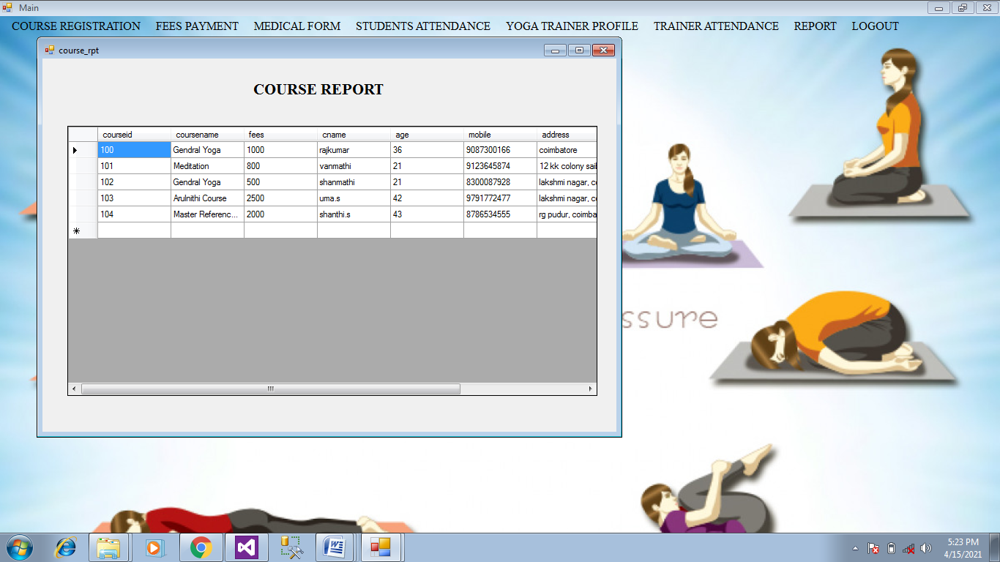 Main
COURSE REGISTRATION FEES PAYMENT MEDICAL FORM STUDENTS ATTENDANCE YOGA TRAINER PROFILE TRAINER ATTENDANCE REPORT LOGOUT
course_rpt
COURSE REPORT
courseid coursename fees cname age mobile address
100 Gendral Yoga 1000 rajkumar 36 9087300166 coimbatore
101 Meditation 800 vanmathi 21 9123645874 12 kk colony sai
102 Gendral Yoga 500 shanmathi 21 8300087928 lakshmi nagar, co
103 Arulnithi Course 2500 uma.s 42 9791772477 lakshmi nagar, co
104 Master Referenc... 2000 shanthi.s 43 8786534555 rg pudur, coimba
ssure
5:23 PM
4/15/2021